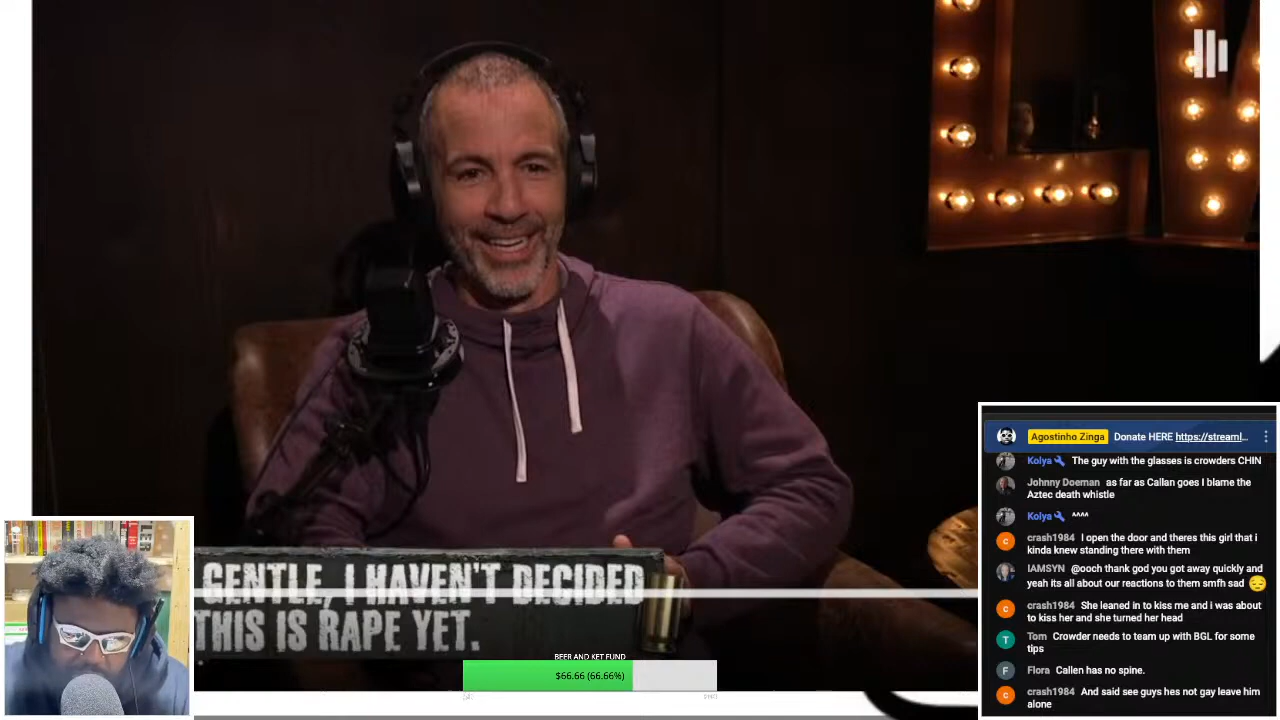 Agostinho Zinga Donate HERE https://streaml...
Kolya The guy with the glasses is crowders CHIN
Johnny Doeman as far as Callan goes I blame the
Aztec death whistle
Kolya ^^^^
crash1984 I open the door and theres this girl that i
kinda knew standing there with them
IAMSYN @ooch thank god you got away quickly and
yeah its all about our reactions to them smfh sad 😔
crash1984 She leaned in to kiss me and i was about
to kiss her and she turned her head
Tom Crowder needs to team up with BGL for some
tips
Flora Callen has no spine.
crash1984 And said see guys hes not gay leave him
alone
GENTLE, I HAVEN'T DECIDED
THIS IS RAPE YET.
BEER AND KET FUND
$66.66 (66.66%)